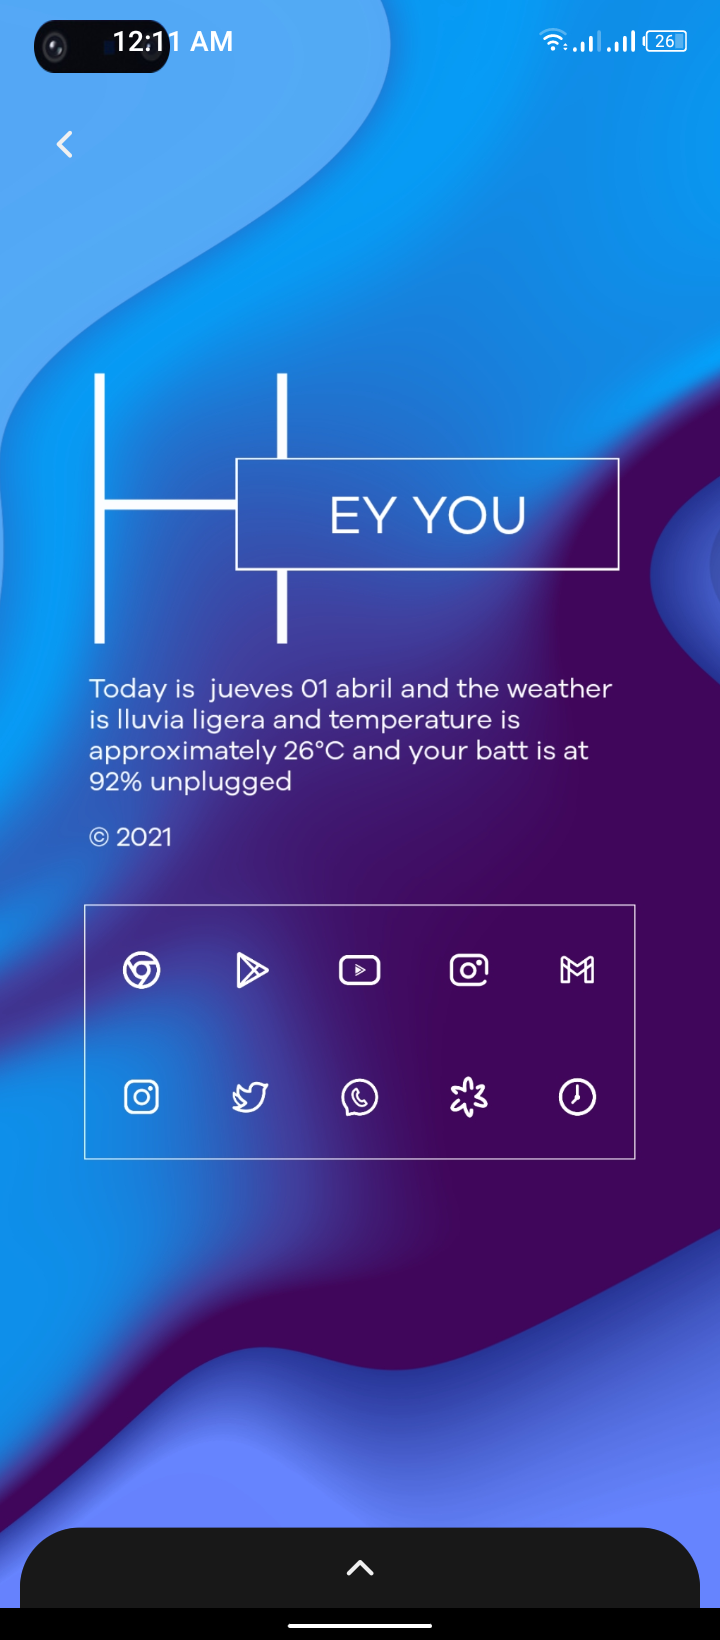 12:11 AM
26
HEY YOU
Today is  jueves 01 abril and the weather
is lluvia ligera and temperature is
approximately 26°C and your batt is at
92% unplugged
© 2021